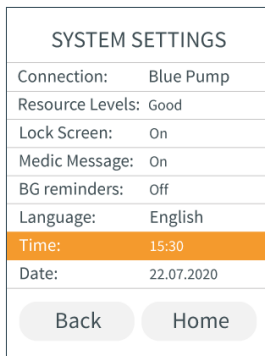 SYSTEM SETTINGS
Connection: Blue Pump
Resource Levels: Good
Lock Screen: On
Medic Message: On
BG reminders: Off
Language: English
Time: 15:30
Date: 22.07.2020
Back Home